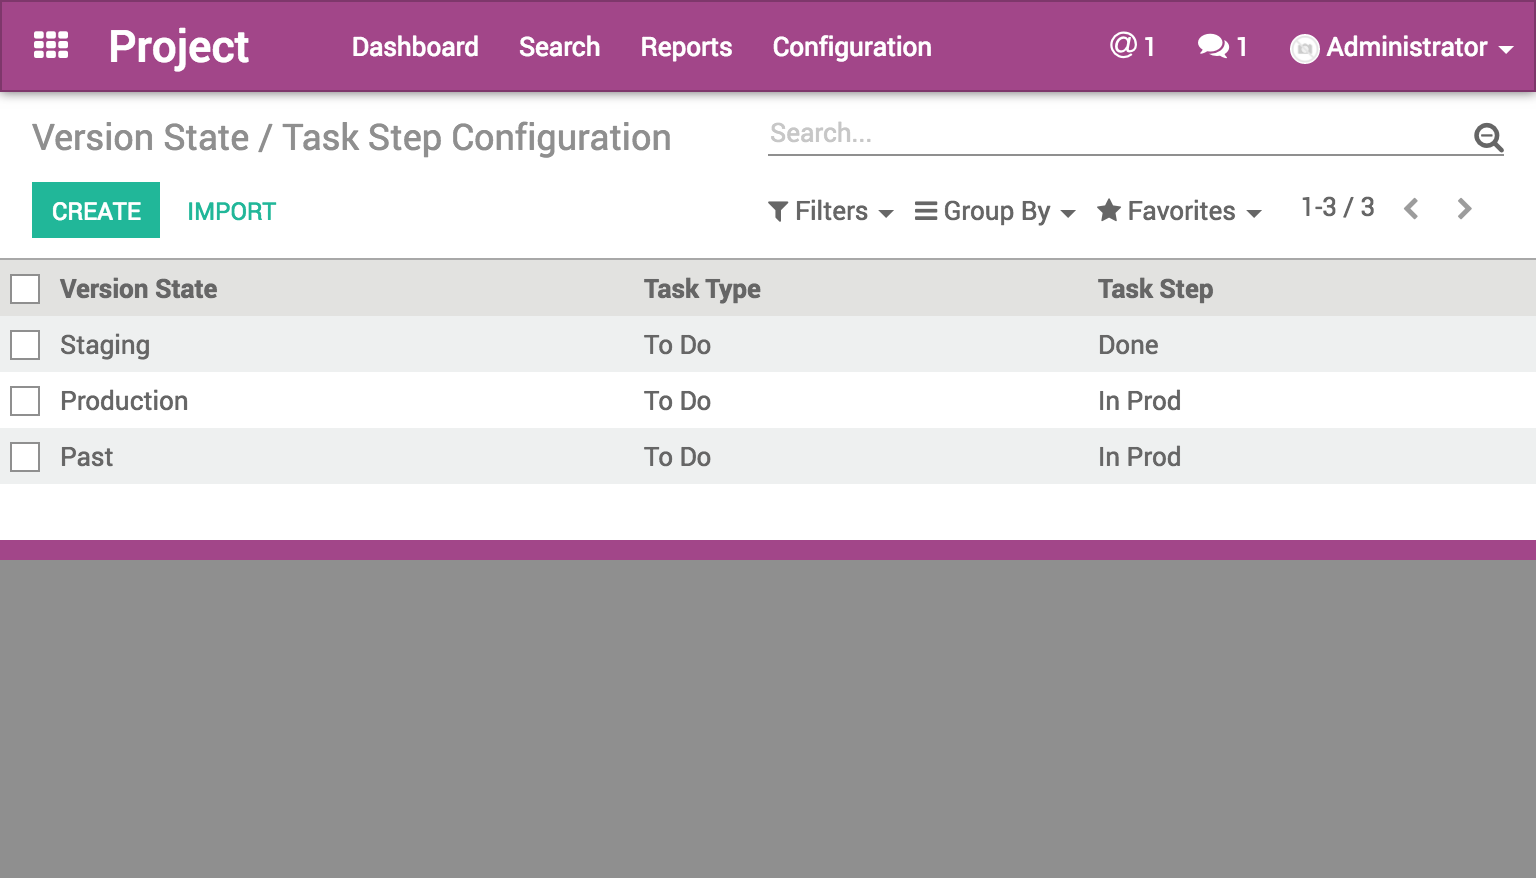 Project Dashboard Search Reports Configuration @ 1 1 Administrator
Version State / Task Step Configuration Search...
CREATE IMPORT Filters Group By Favorites 1-3 / 3
Version State Task Type Task Step
Staging To Do Done
Production To Do In Prod
Past To Do In Prod